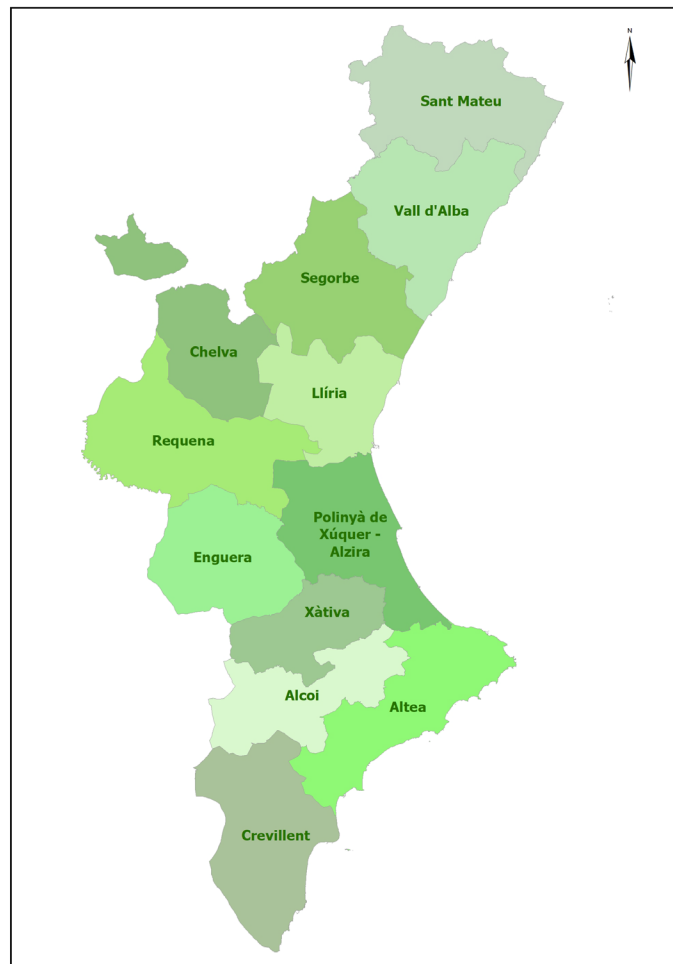 N
Sant Mateu
Vall d'Alba
Segorbe
Chelva
Llíria
Requena
Polinyà de
Xúquer -
Alzira
Enguera
Xàtiva
Alcoi
Altea
Crevillent